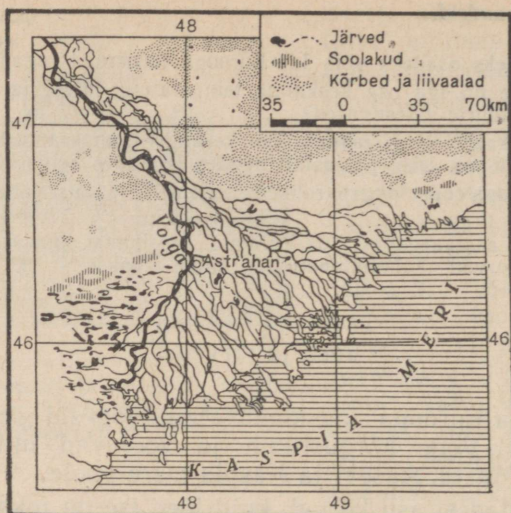 48
Järved
Soolakud
Kõrbed ja liivaalad
35 0 35 70km
47
Volga
Astrahan
46 46
KASPIA MERI
48 49